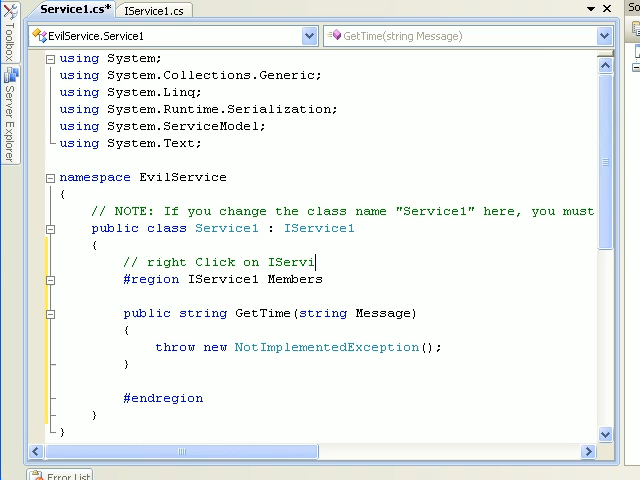 Service1.cs* IService1.cs
So
EvilService.Service1 GetTime(string Message)
Toolbox
Server Explorer
using System;
using System.Collections.Generic;
using System.Linq;
using System.Runtime.Serialization;
using System.ServiceModel;
using System.Text;
namespace EvilService
{
// NOTE: If you change the class name "Service1" here, you must
public class Service1 : IService1
{
// right Click on IServi
#region IService1 Members
public string GetTime(string Message)
{
throw new NotImplementedException();
}
#endregion
}
}
Error List